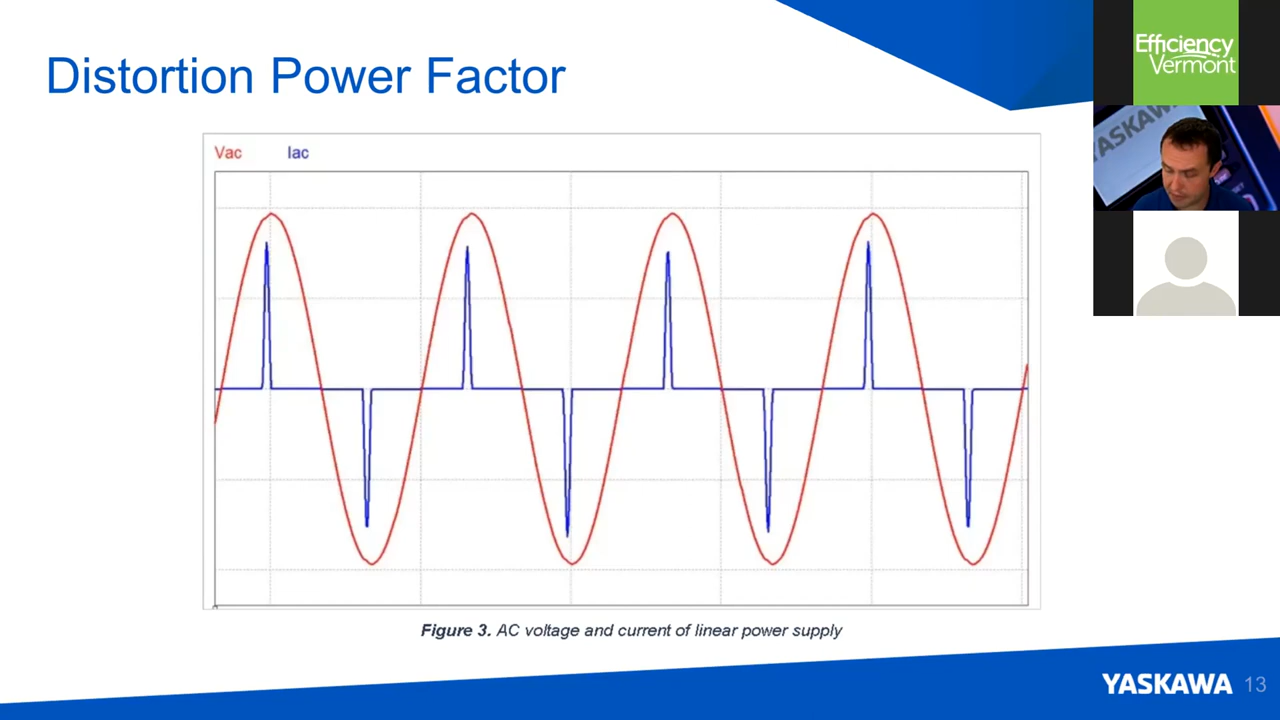 Distortion Power Factor
Vac Iac
Figure 3. AC voltage and current of linear power supply
YASKAWA 13
Efficiency
Vermont
YASKAWA